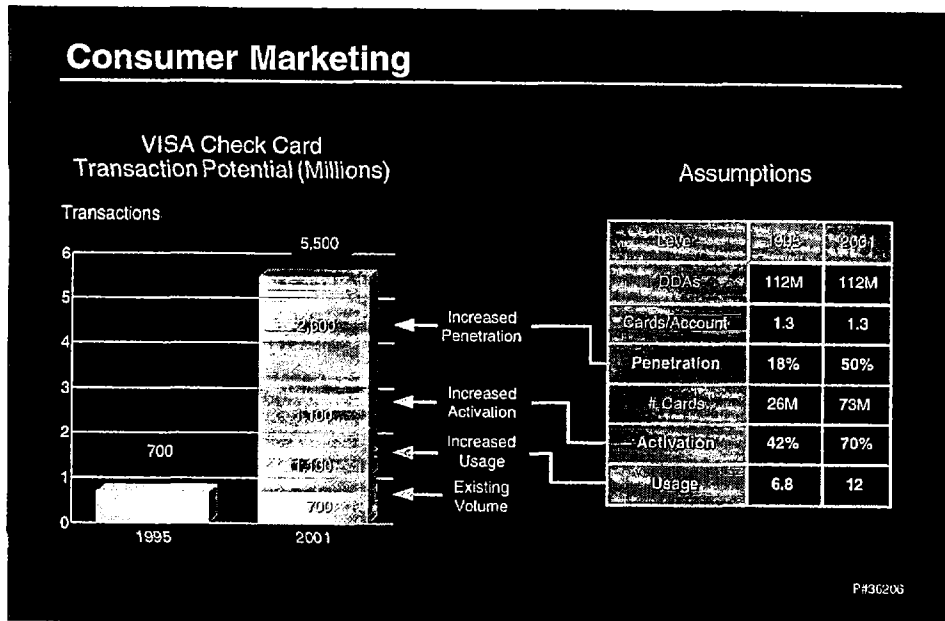 Consumer Marketing
VISA Check Card
Transaction Potential (Millions)
Transactions
6
5
4
3
2
1
0
700
5,500
2,600
1,100
1,100
700
1995
2001
Increased
Penetration
Increased
Activation
Increased
Usage
Existing
Volume
Assumptions
Lever 1995 2001
DDAs 112M 112M
Cards/Account 1.3 1.3
Penetration 18% 50%
# Cards 26M 73M
Activation 42% 70%
Usage 6.8 12
P#36206